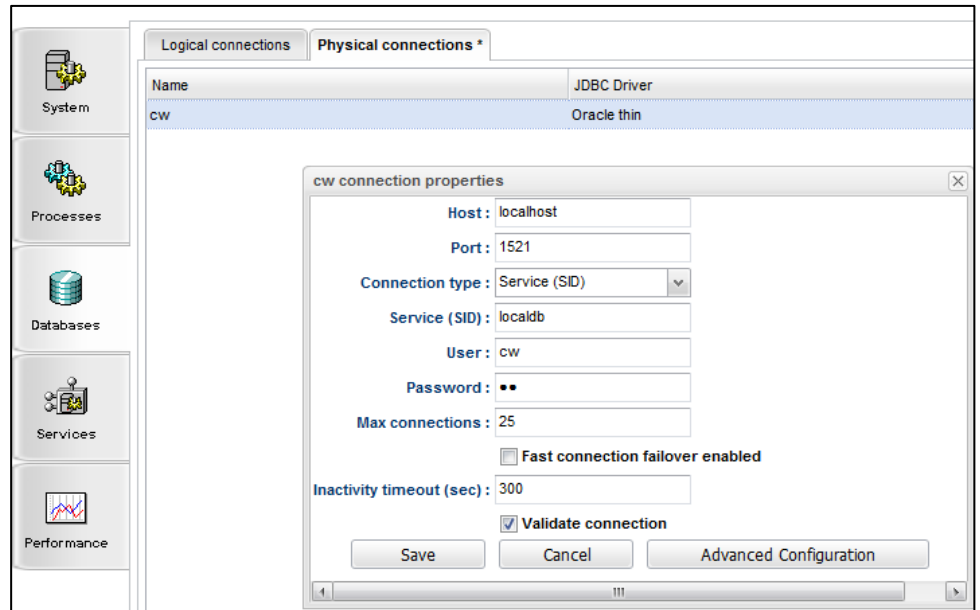 Logical connections Physical connections *
Name JDBC Driver
cw Oracle thin
System
Processes
Databases
Services
Performance
cw connection properties
Host : localhost
Port : 1521
Connection type : Service (SID)
Service (SID) : localdb
User : cw
Password : ••
Max connections : 25
Fast connection failover enabled
Inactivity timeout (sec) : 300
Validate connection
Save Cancel Advanced Configuration